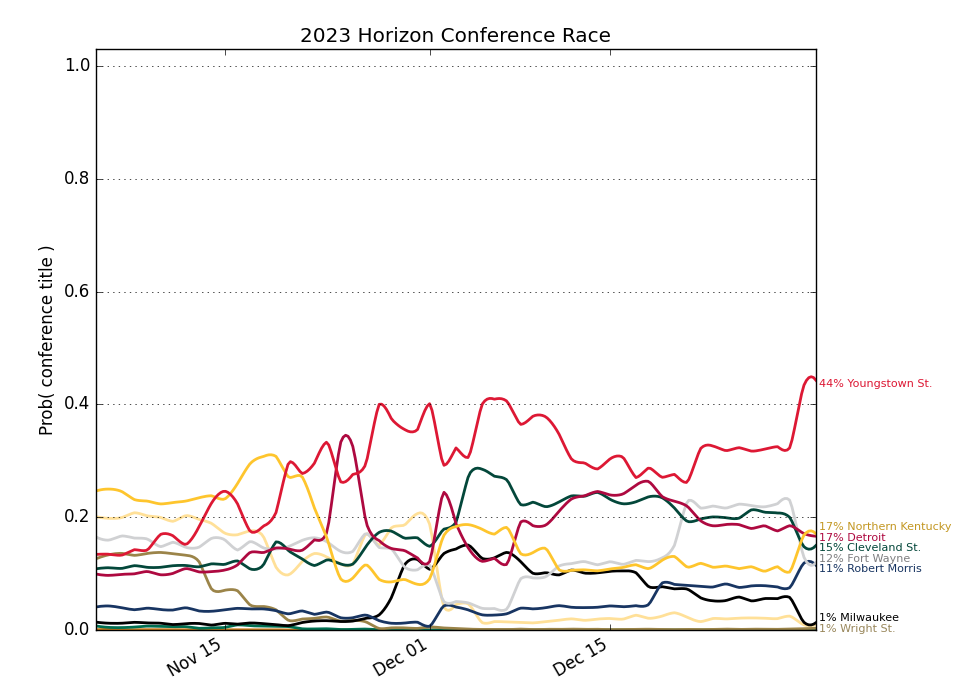 2023 Horizon Conference Race
Prob( conference title )
1.0
0.8
0.6
0.4
0.2
0.0
Nov 15
Dec 01
Dec 15
44% Youngstown St.
17% Northern Kentucky
17% Detroit
15% Cleveland St.
12% Fort Wayne
11% Robert Morris
1% Milwaukee
1% Wright St.